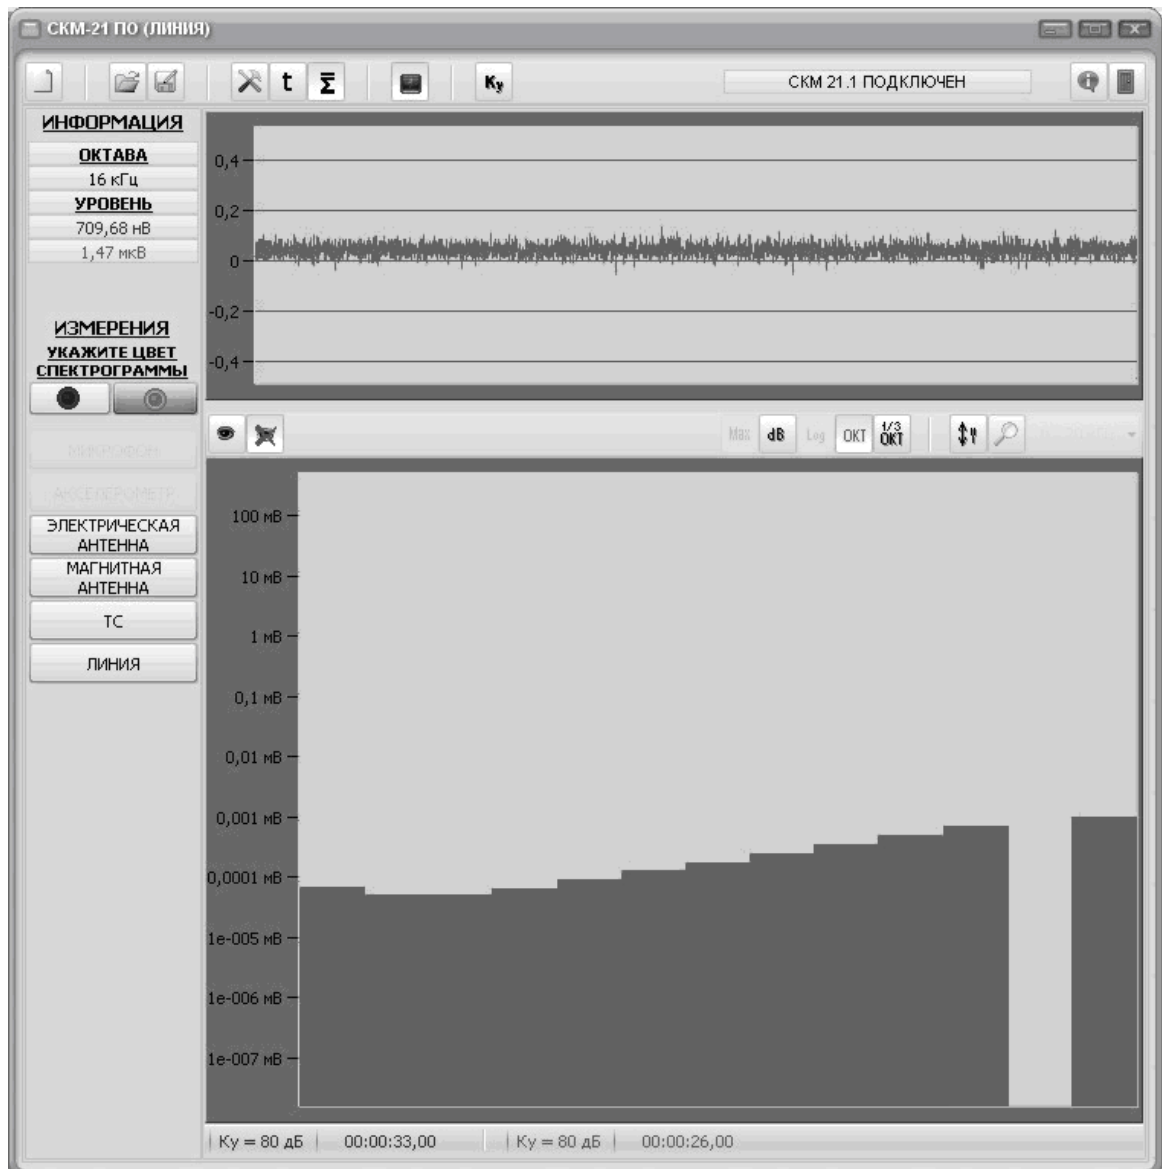 СКМ-21 ПО (ЛИНИЯ)
t Σ Ку СКМ 21.1 ПОДКЛЮЧЕН
ИНФОРМАЦИЯ
ОКТАВА
16 кГц
УРОВЕНЬ
709,68 нВ
1,47 мкВ
ИЗМЕРЕНИЯ
УКАЖИТЕ ЦВЕТ
СПЕКТРОГРАММЫ
МИКРОФОН
АКСЕЛЕРОМЕТР
ЭЛЕКТРИЧЕСКАЯ
АНТЕННА
МАГНИТНАЯ
АНТЕННА
ТС
ЛИНИЯ
0,4
0,2
0
-0,2
-0,4
Max dB Log ОКТ 1/3 ОКТ
100 мВ
10 мВ
1 мВ
0,1 мВ
0,01 мВ
0,001 мВ
0,0001 мВ
1e-005 мВ
1e-006 мВ
1e-007 мВ
Ку = 80 дБ 00:00:33,00 Ку = 80 дБ 00:00:26,00